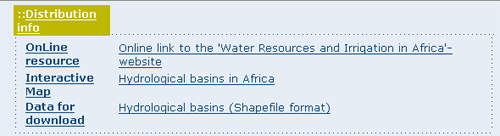 ::Distribution
info
OnLine Online link to the 'Water Resources and Irrigation in Africa'-
resource website
Interactive Hydrological basins in Africa
Map
Data for Hydrological basins (Shapefile format)
download